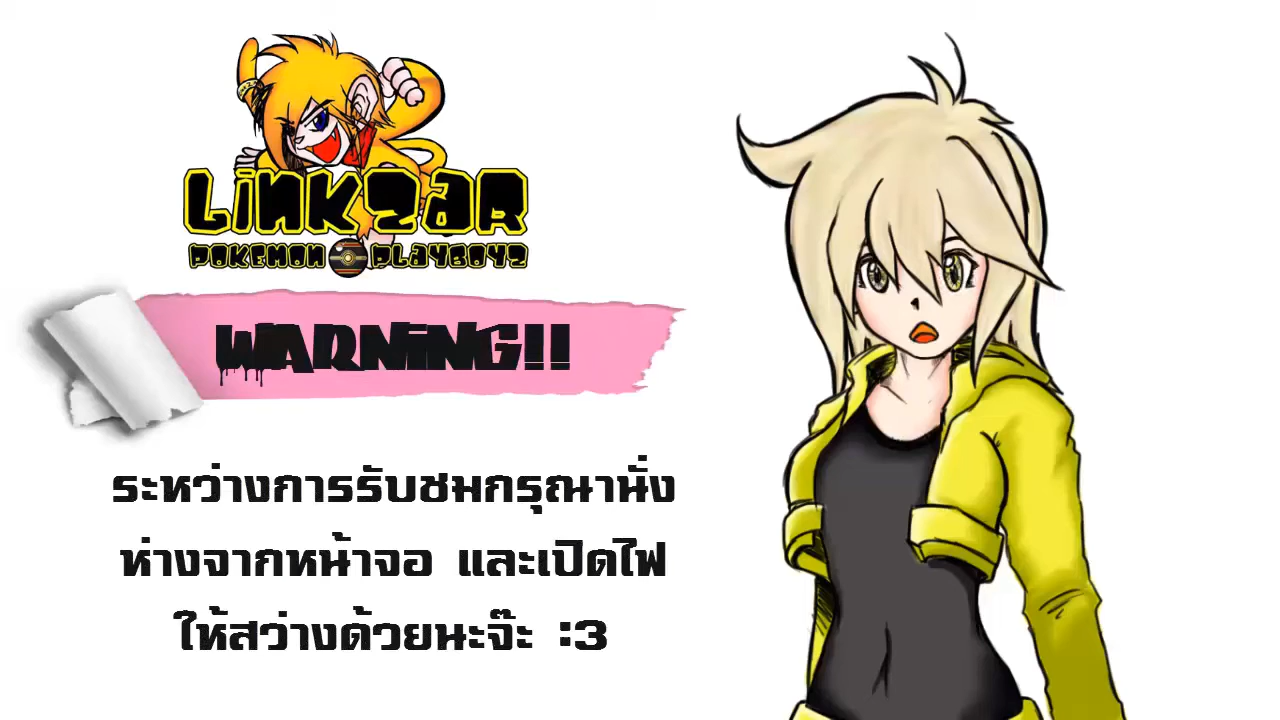 LiNKZaR
POKEMON PLAYBOYZ
WARNiNG!!
ระหว่างการรับชมกรุณานั่ง
ห่างจากหน้าจอ และเปิดไฟ
ให้สว่างด้วยนะจ๊ะ :3